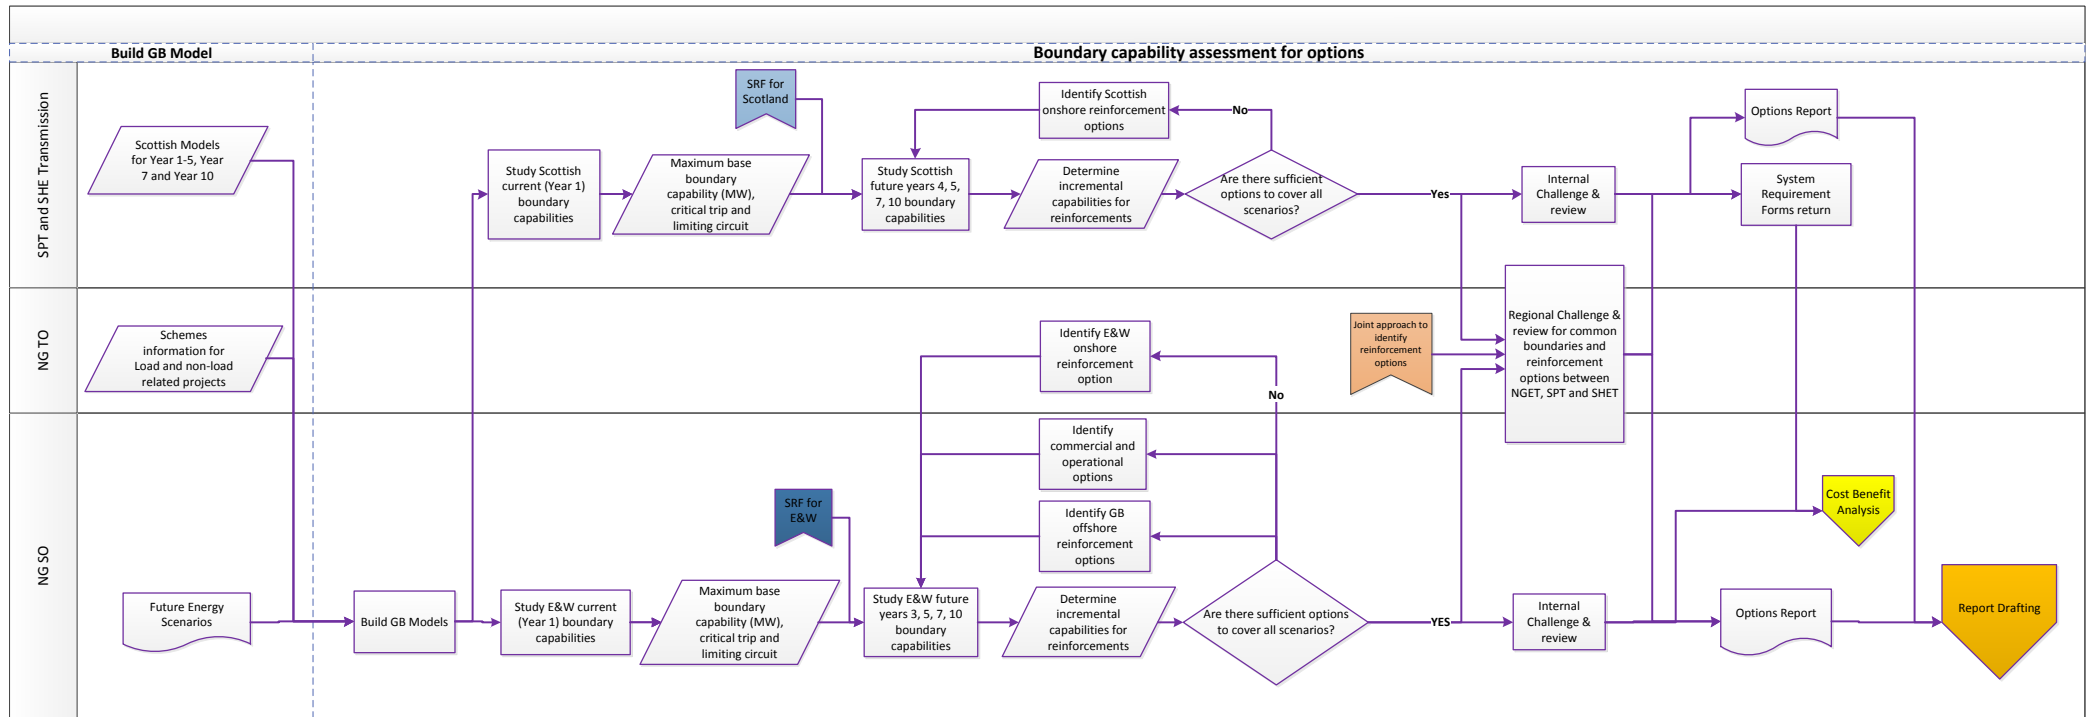 Build GB Model
Boundary capability assessment for options
SPT and SHE Transmission
Scottish Models
for Year 1-5, Year
7 and Year 10
Study Scottish
current (Year 1)
boundary
capabilities
Maximum base
boundary
capability (MW),
critical trip and
limiting circuit
SRF for
Scotland
Study Scottish
future years 4, 5,
7, 10 boundary
capabilities
Identify Scottish
onshore reinforcement
options
Determine
incremental
capabilities for
reinforcements
Are there sufficient
options to cover all
scenarios?
No
Yes
Internal
Challenge &
review
Options Report
System
Requirement
Forms return
NG TO
Schemes
information for
Load and non-load
related projects
Identify E&W
onshore
reinforcement
option
No
Joint approach to
identify
reinforcement
options
Regional Challenge &
review for common
boundaries and
reinforcement
options between
NGET, SPT and SHET
NG SO
Future Energy
Scenarios
Build GB Models
Study E&W current
(Year 1) boundary
capabilities
Maximum base
boundary
capability (MW),
critical trip and
limiting circuit
SRF for
E&W
Study E&W future
years 3, 5, 7, 10
boundary
capabilities
Identify
commercial and
operational
options
Identify GB
offshore
reinforcement
options
Determine
incremental
capabilities for
reinforcements
Are there sufficient options
to cover all scenarios?
YES
Internal
Challenge &
review
Options Report
Cost Benefit
Analysis
Report Drafting